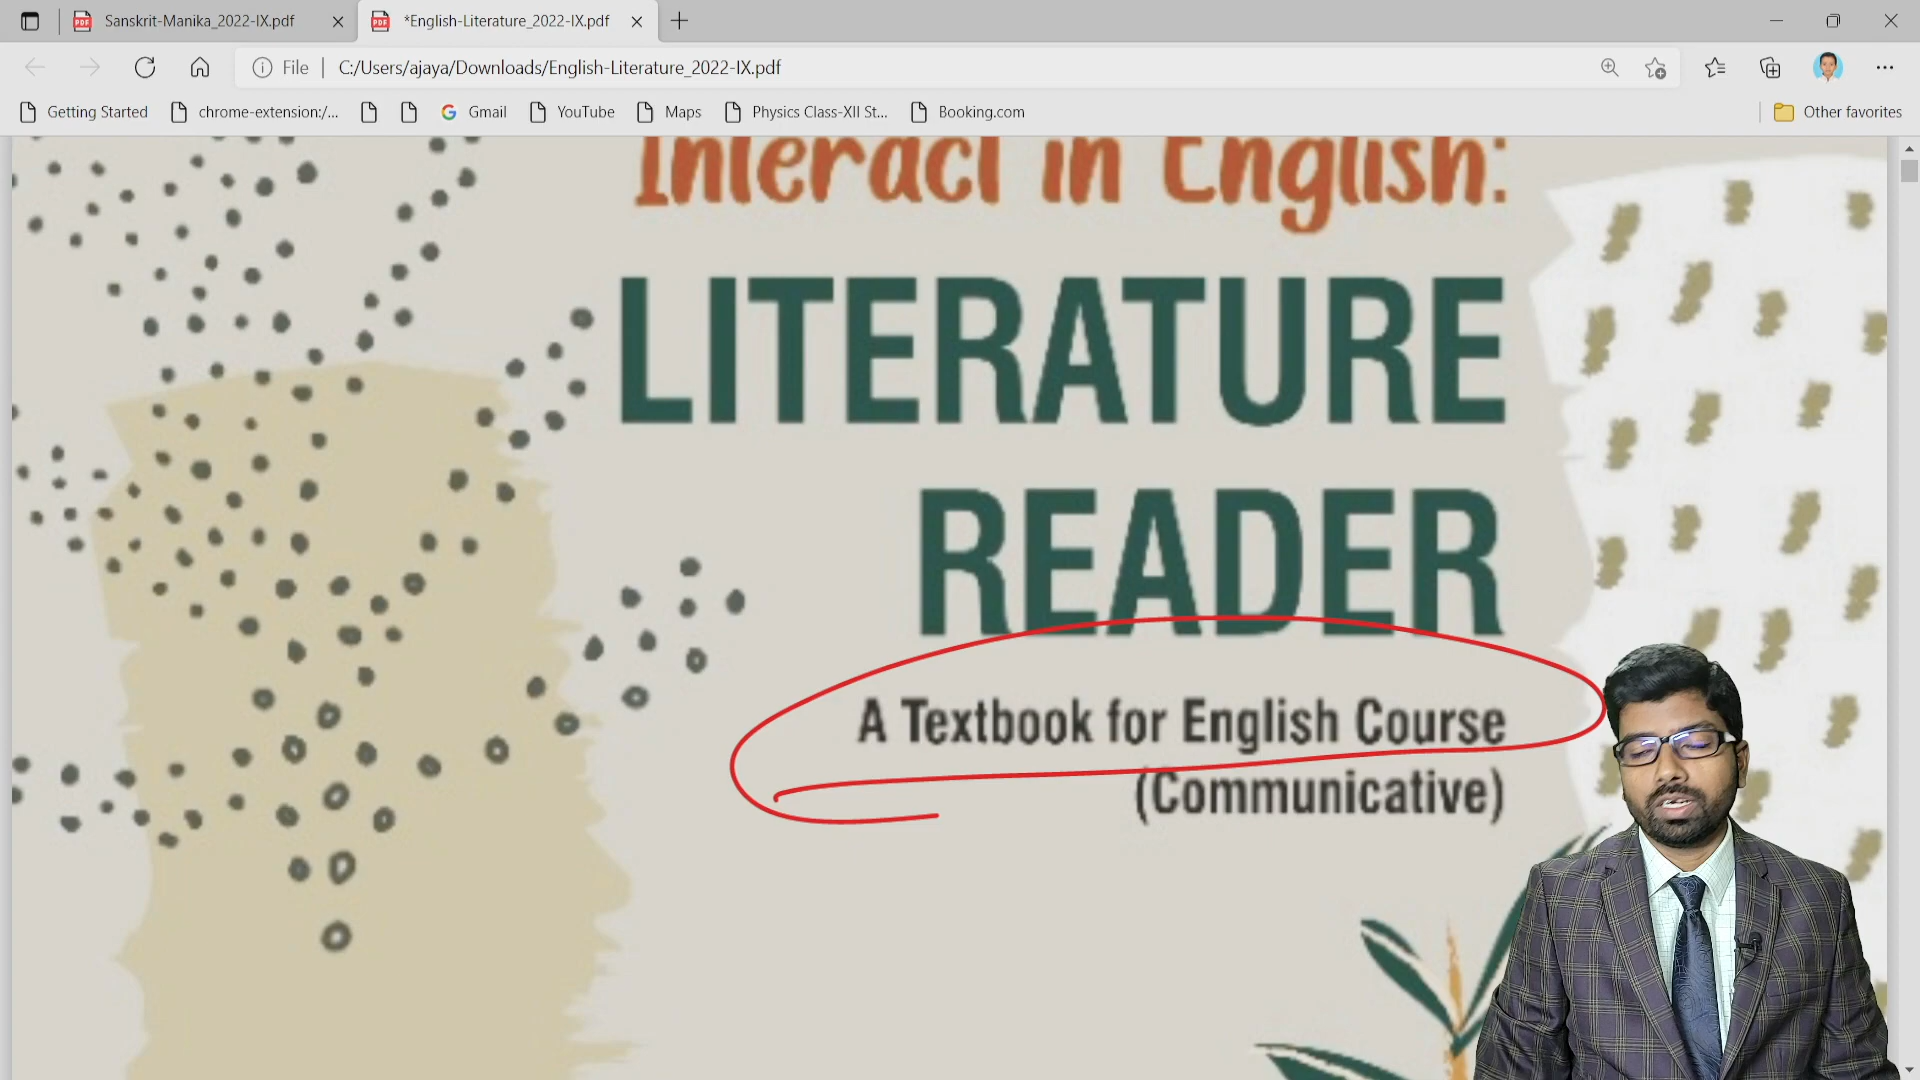 Sanskrit-Manika_2022-IX.pdf
*English-Literature_2022-IX.pdf
File
C:/Users/ajaya/Downloads/English-Literature_2022-IX.pdf
Getting Started
chrome-extension:/...
Gmail
YouTube
Maps
Physics Class-XII St...
Booking.com
Other favorites
Interact in English:
LITERATURE
READER
A Textbook for English Course
(Communicative)